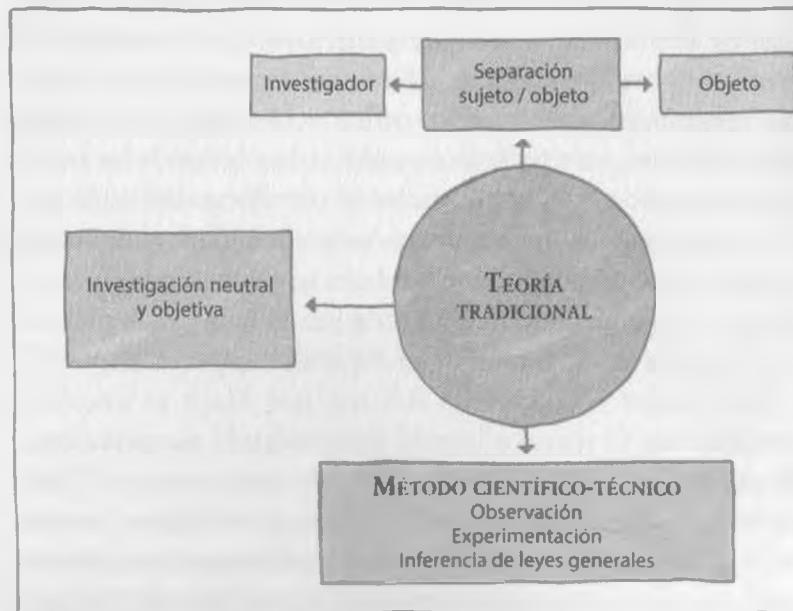 Investigador
Separación
sujeto / objeto
Objeto
Investigación neutral
y objetiva
TEORÍA
TRADICIONAL
MÉTODO CIENTÍFICO-TÉCNICO
Observación
Experimentación
Inferencia de leyes generales